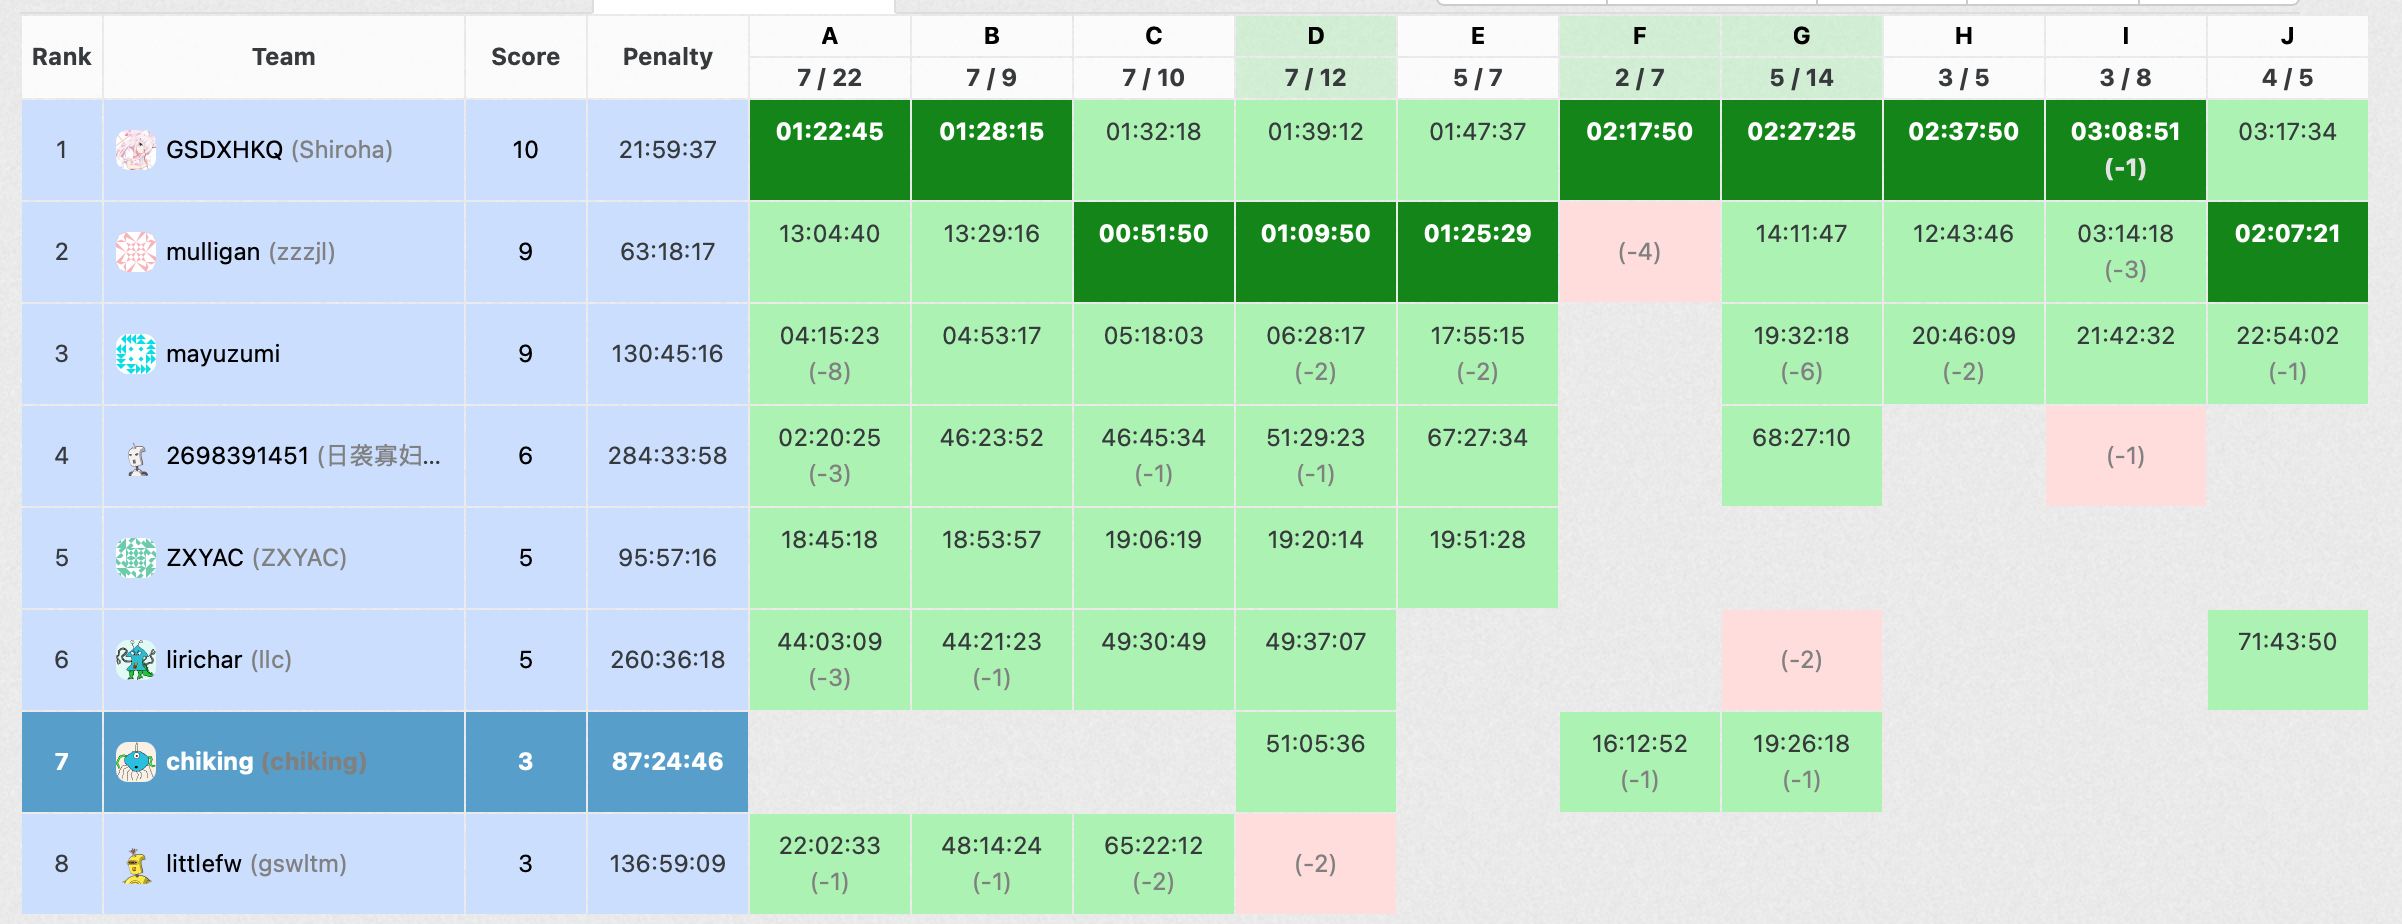 Rank Team Score Penalty A B C D E F G H I J
7 / 22 7 / 9 7 / 10 7 / 12 5 / 7 2 / 7 5 / 14 3 / 5 3 / 8 4 / 5
1 GSDXHKQ (Shiroha) 10 21:59:37 01:22:45 01:28:15 01:32:18 01:39:12 01:47:37 02:17:50 02:27:25 02:37:50 03:08:51 03:17:34
(-1)
2 mulligan (zzzjl) 9 63:18:17 13:04:40 13:29:16 00:51:50 01:09:50 01:25:29 (-4) 14:11:47 12:43:46 03:14:18 02:07:21
(-3)
3 mayuzumi 9 130:45:16 04:15:23 04:53:17 05:18:03 06:28:17 17:55:15 19:32:18 20:46:09 21:42:32 22:54:02
(-8) (-2) (-2) (-6) (-2) (-1)
4 2698391451 (日袭寡妇... 6 284:33:58 02:20:25 46:23:52 46:45:34 51:29:23 67:27:34 68:27:10 (-1)
(-3) (-1) (-1)
5 ZXYAC (ZXYAC) 5 95:57:16 18:45:18 18:53:57 19:06:19 19:20:14 19:51:28
6 lirichar (llc) 5 260:36:18 44:03:09 44:21:23 49:30:49 49:37:07 (-2) 71:43:50
(-3) (-1)
7 chiking (chiking) 3 87:24:46 51:05:36 16:12:52 19:26:18
(-1) (-1)
8 littlefw (gswltm) 3 136:59:09 22:02:33 48:14:24 65:22:12 (-2)
(-1) (-1) (-2)